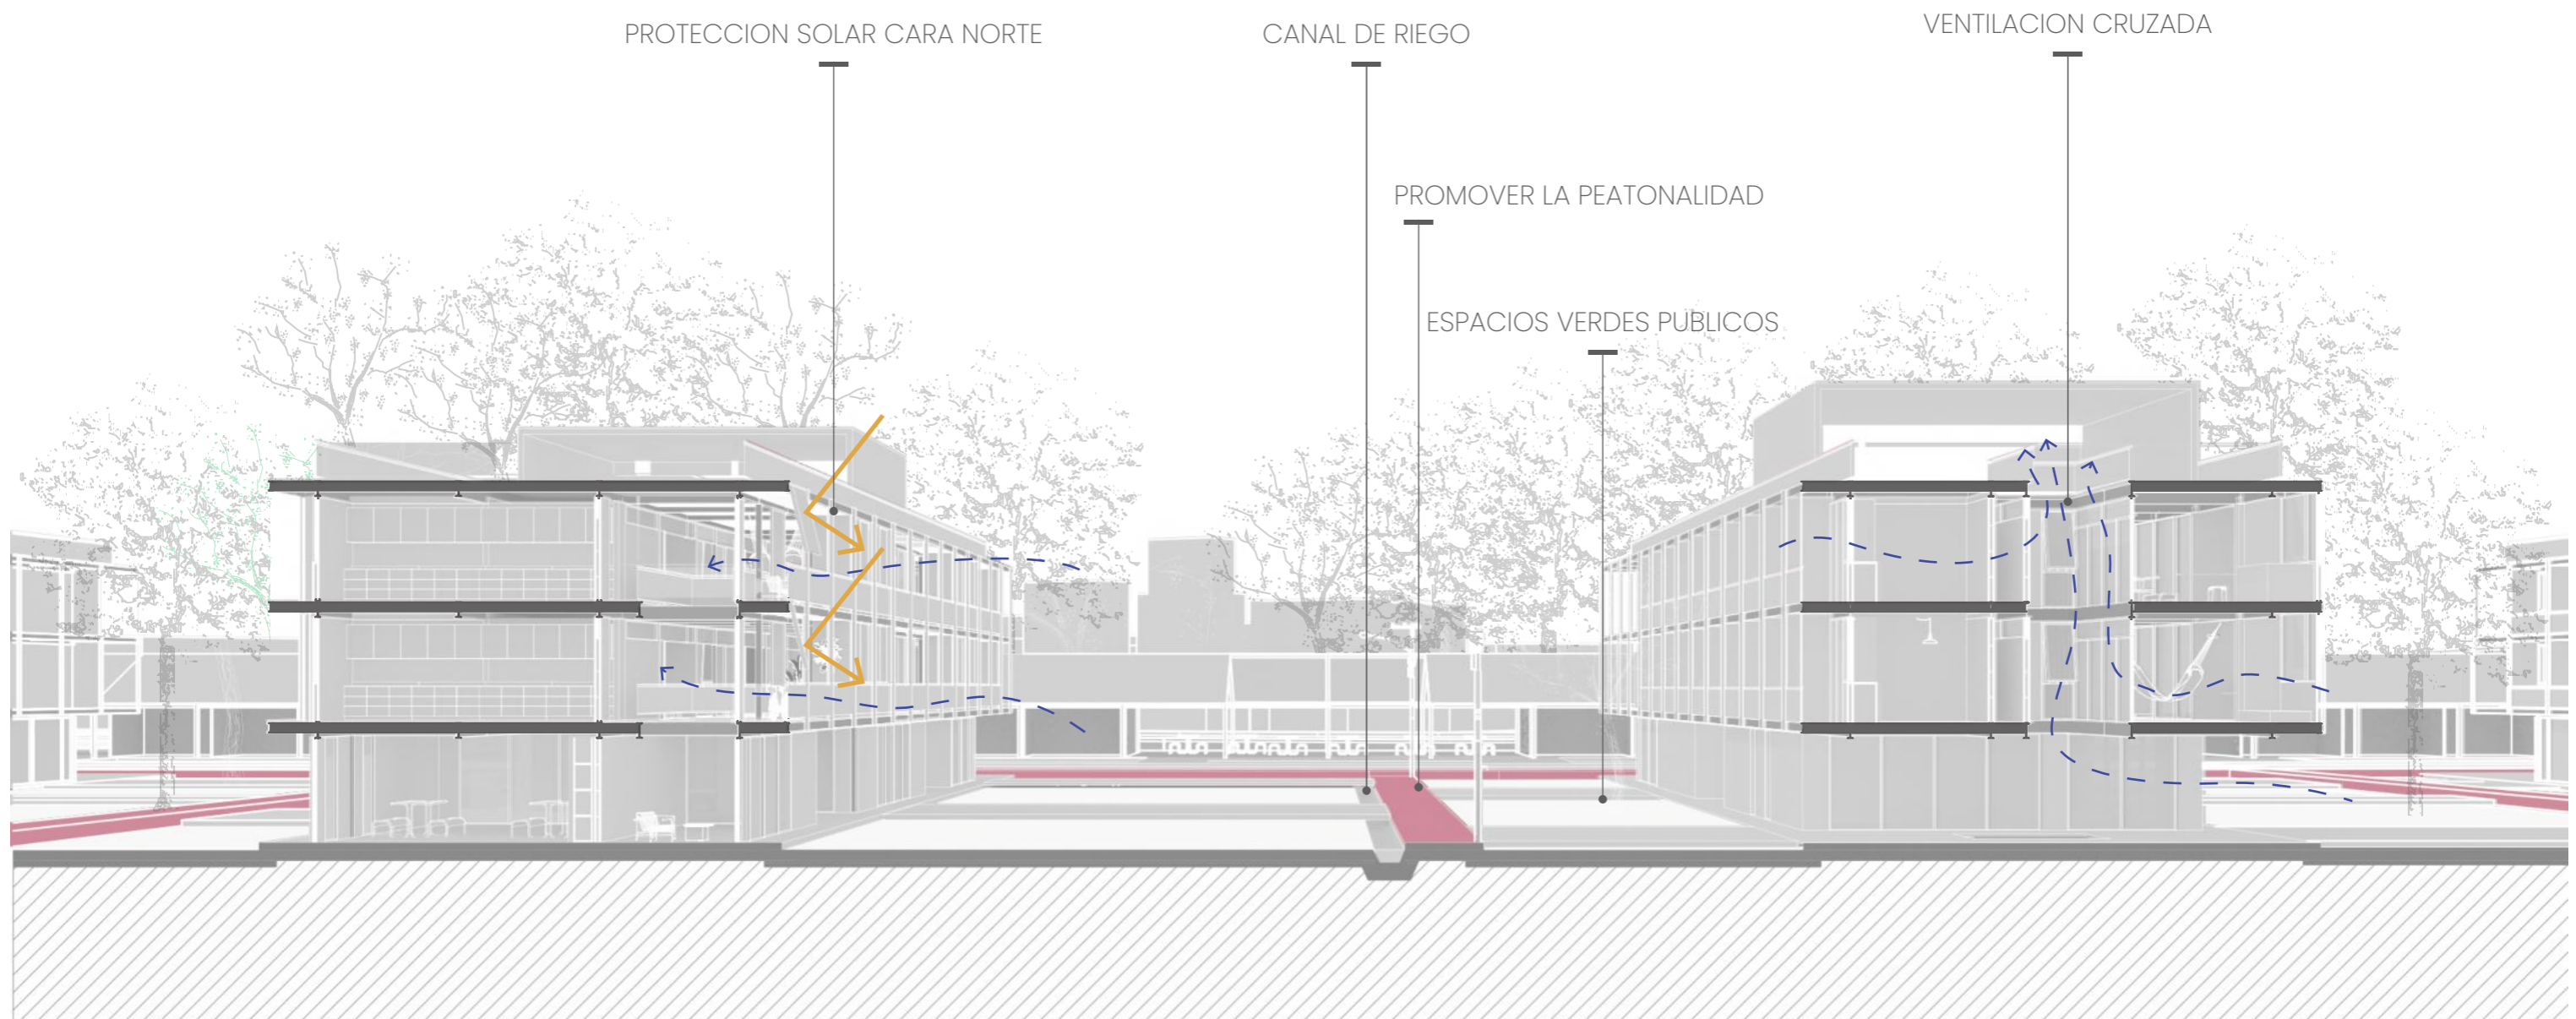 PROTECCION SOLAR CARA NORTE
CANAL DE RIEGO
VENTILACION CRUZADA
PROMOVER LA PEATONALIDAD
ESPACIOS VERDES PUBLICOS